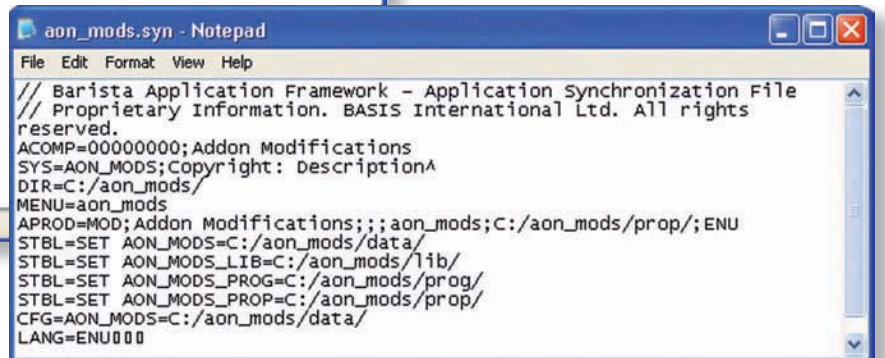 aon_mods.syn - Notepad
File Edit Format View Help
// Barista Application Framework – Application Synchronization File
// Proprietary Information. BASIS International Ltd. All rights
reserved.
ACOMP=00000000;Addon Modifications
SYS=AON_MODS;Copyright: Description^
DIR=C:/aon_mods/
MENU=aon_mods
APROD=MOD;Addon Modifications;;;aon_mods;C:/aon_mods/prop/;ENU
STBL=SET AON_MODS=C:/aon_mods/data/
STBL=SET AON_MODS_LIB=C:/aon_mods/lib/
STBL=SET AON_MODS_PROG=C:/aon_mods/prog/
STBL=SET AON_MODS_PROP=C:/aon_mods/prop/
CFG=AON_MODS=C:/aon_mods/data/
LANG=ENU▯▯▯